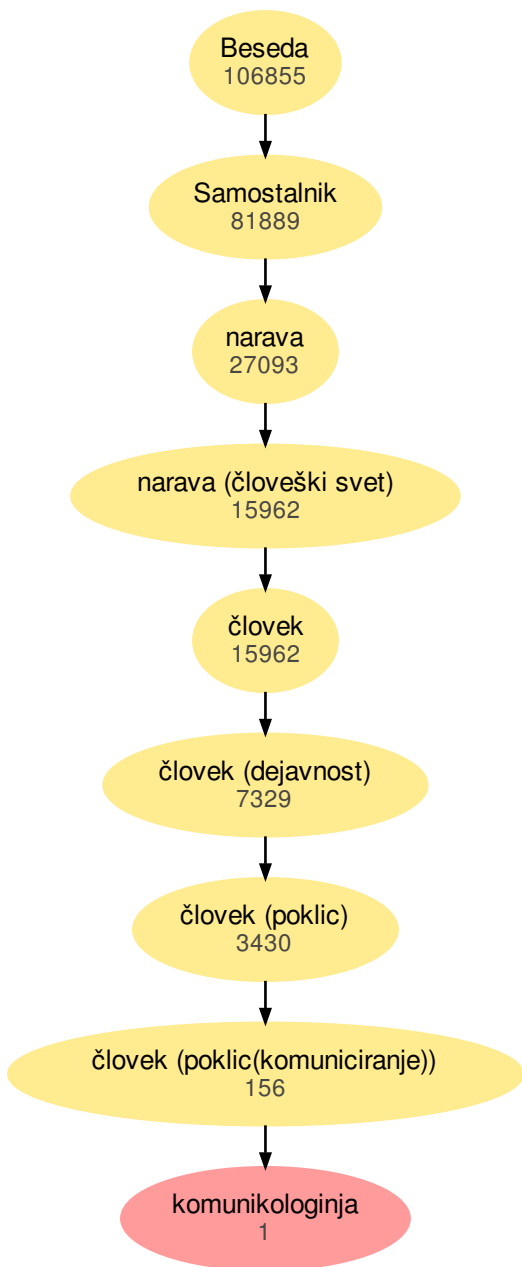 Beseda
106855
Samostalnik
81889
narava
27093
narava (človeški svet)
15962
človek
15962
človek (dejavnost)
7329
človek (poklic)
3430
človek (poklic(komuniciranje))
156
komunikologinja
1